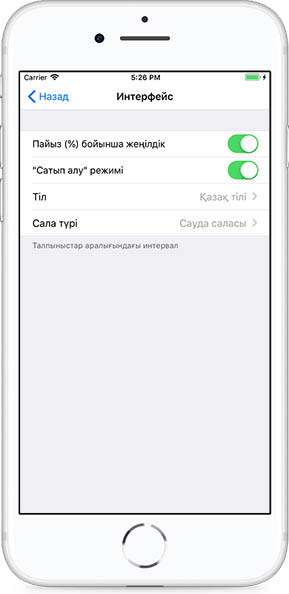 Carrier 5:26 PM
Назад Интерфейс
Пайыз (%) бойынша жеңілдік
"Сатып алу" режимі
Тіл Қазақ тілі
Сала түрі Сауда саласы
Талпыныстар аралығындағы интервал